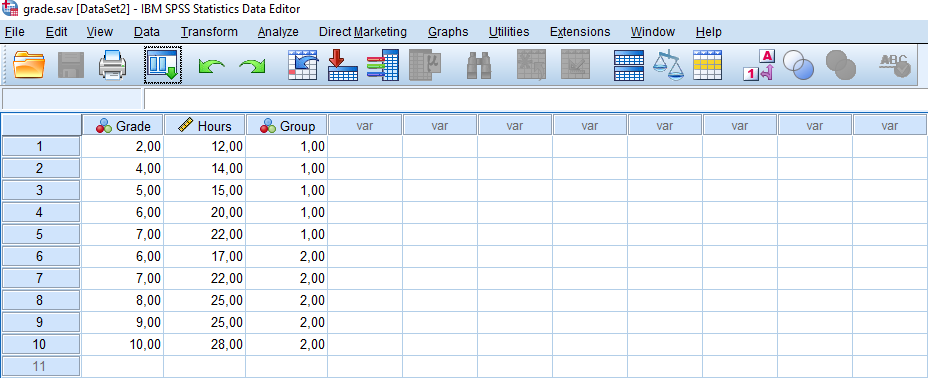 grade.sav [DataSet2] - IBM SPSS Statistics Data Editor
File Edit View Data Transform Analyze Direct Marketing Graphs Utilities Extensions Window Help
A
1
ABC
Grade Hours Group var var var var var var var var
1 2,00 12,00 1,00
2 4,00 14,00 1,00
3 5,00 15,00 1,00
4 6,00 20,00 1,00
5 7,00 22,00 1,00
6 6,00 17,00 2,00
7 7,00 22,00 2,00
8 8,00 25,00 2,00
9 9,00 25,00 2,00
10 10,00 28,00 2,00
11